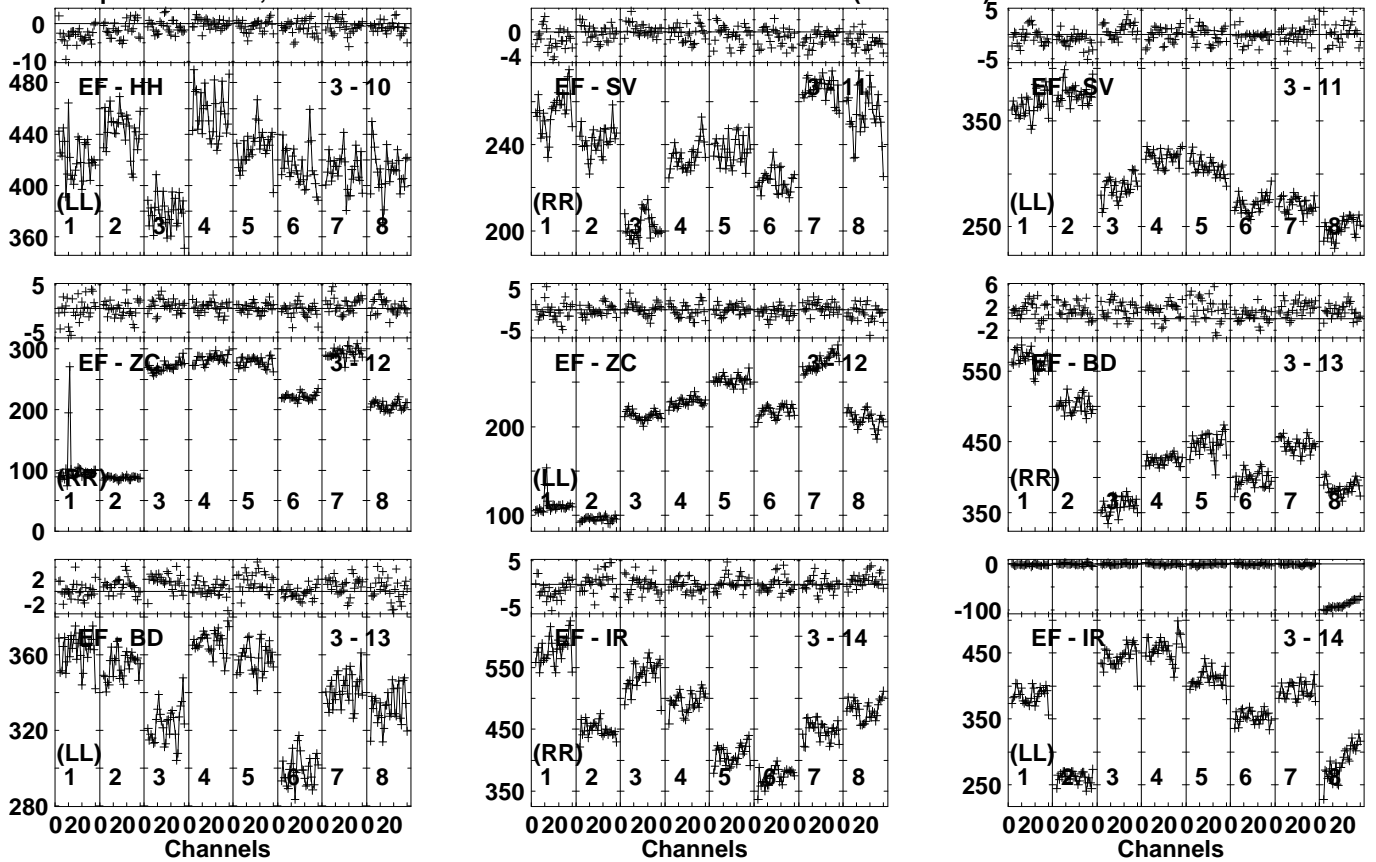 0
-10
480
440
400
360
EF - HH 3 - 10
(LL)
1 2 3 4 5 6 7 8
0
-4
240
200
EF - SV 3 - 11
(RR)
1 2 3 4 5 6 7 8
5
-5
350
250
EF - SV 3 - 11
(LL)
1 2 3 4 5 6 7 8
5
-5
300
200
100
0
EF - ZC 3 - 12
(RR)
1 2 3 4 5 6 7 8
5
-5
200
100
EF - ZC 3 - 12
(LL)
1 2 3 4 5 6 7 8
6
2
-2
550
450
350
EF - BD 3 - 13
(RR)
1 2 3 4 5 6 7 8
2
-2
360
320
280
EF - BD 3 - 13
(LL)
1 2 3 4 5 6 7 8
0 20 0 20 0 20 0 20 0 20 0 20 0 20 0 20
Channels
5
-5
550
450
350
EF - IR 3 - 14
(RR)
1 2 3 4 5 6 7 8
0 20 0 20 0 20 0 20 0 20 0 20 0 20 0 20
Channels
0
-100
450
350
250
EF - IR 3 - 14
(LL)
1 2 3 4 5 6 7 8
0 20 0 20 0 20 0 20 0 20 0 20 0 20 0 20
Channels